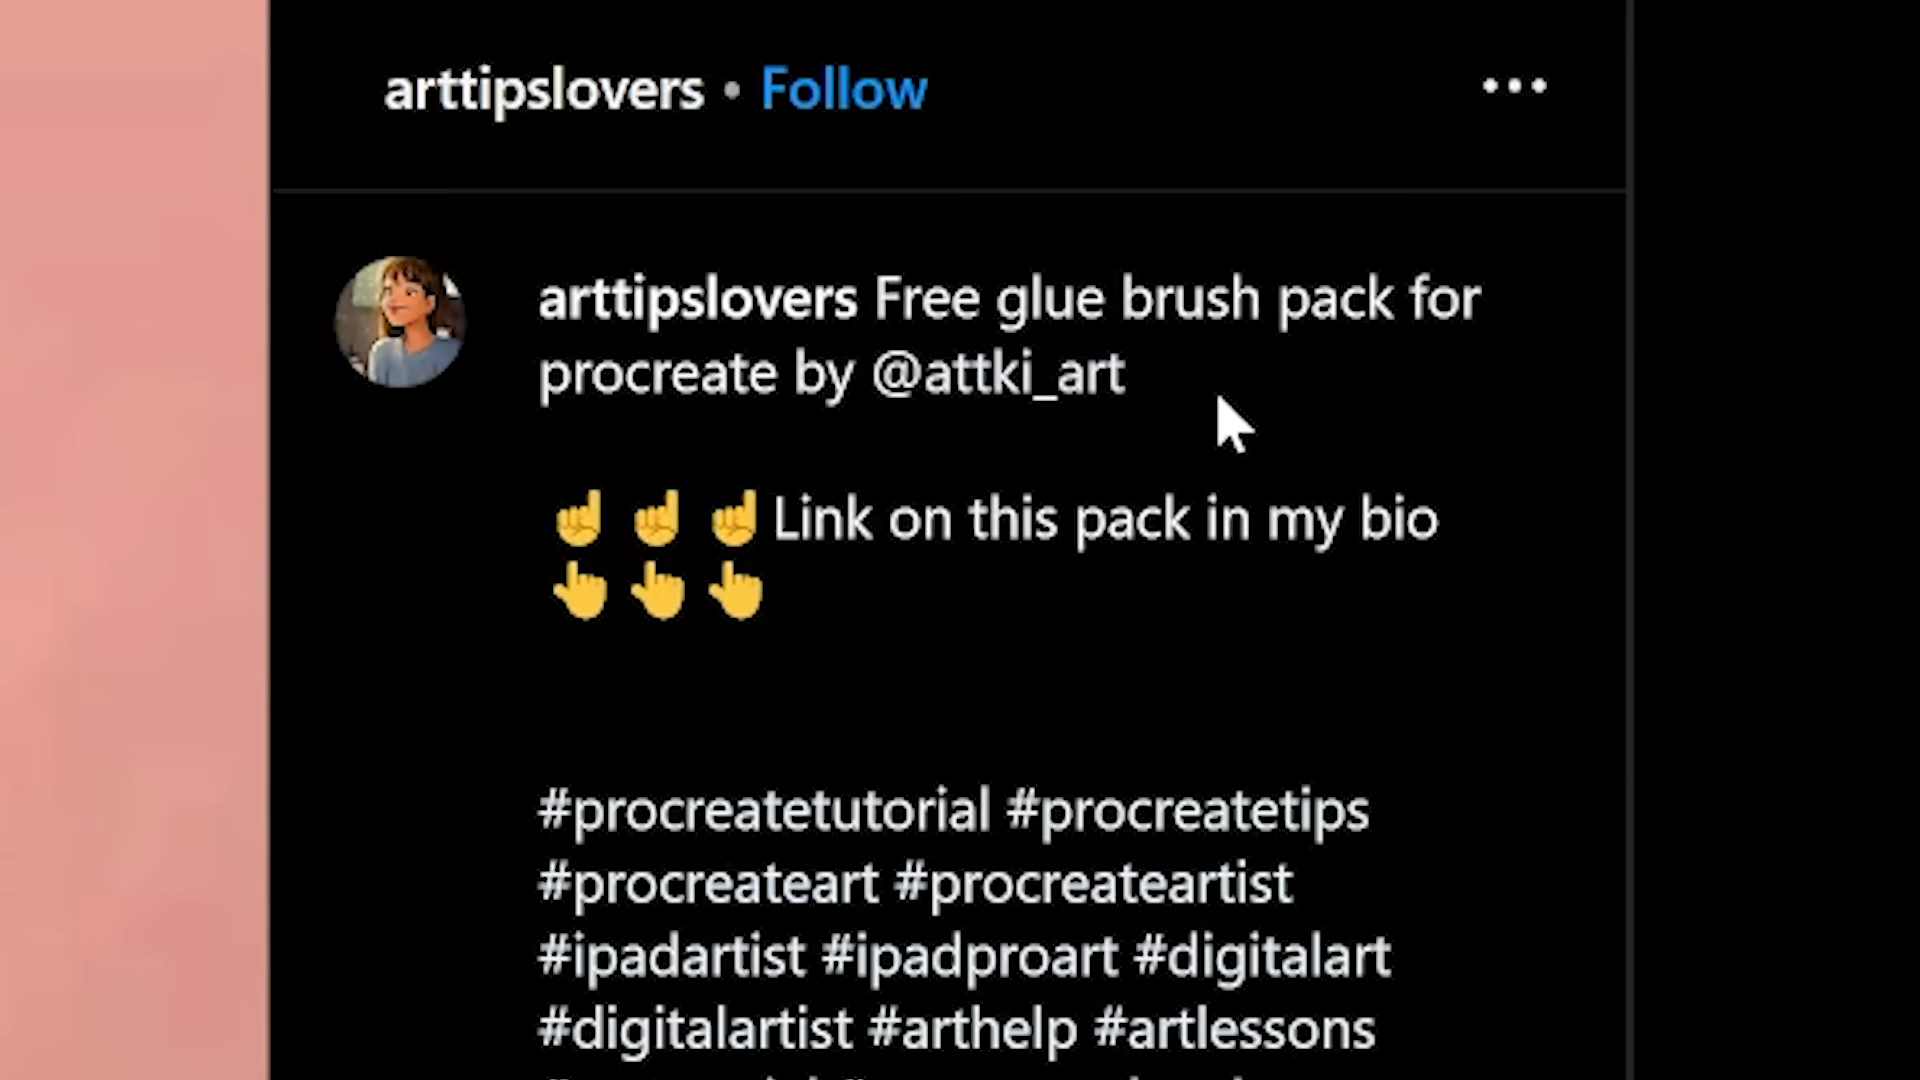 arttipslovers • Follow
arttipslovers Free glue brush pack for
procreate by @attki_art
☝️☝️☝️Link on this pack in my bio
👆👆👆
#procreatetutorial #procreatetips
#procreateart #procreateartist
#ipadartist #ipadproart #digitalart
#digitalartist #arthelp #artlessons